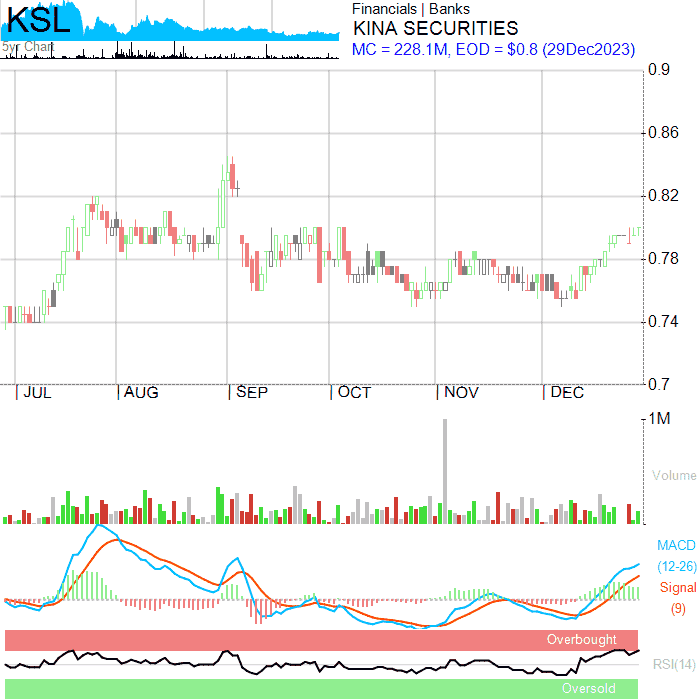 KSL
5yr Chart
Financials | Banks
KINA SECURITIES
MC = 228.1M, EOD = $0.8 (29Dec2023)
0.9
0.86
0.82
0.78
0.74
0.7
JUL AUG SEP OCT NOV DEC
1M
Volume
MACD
(12-26)
Signal
(9)
Overbought
RSI(14)
Oversold